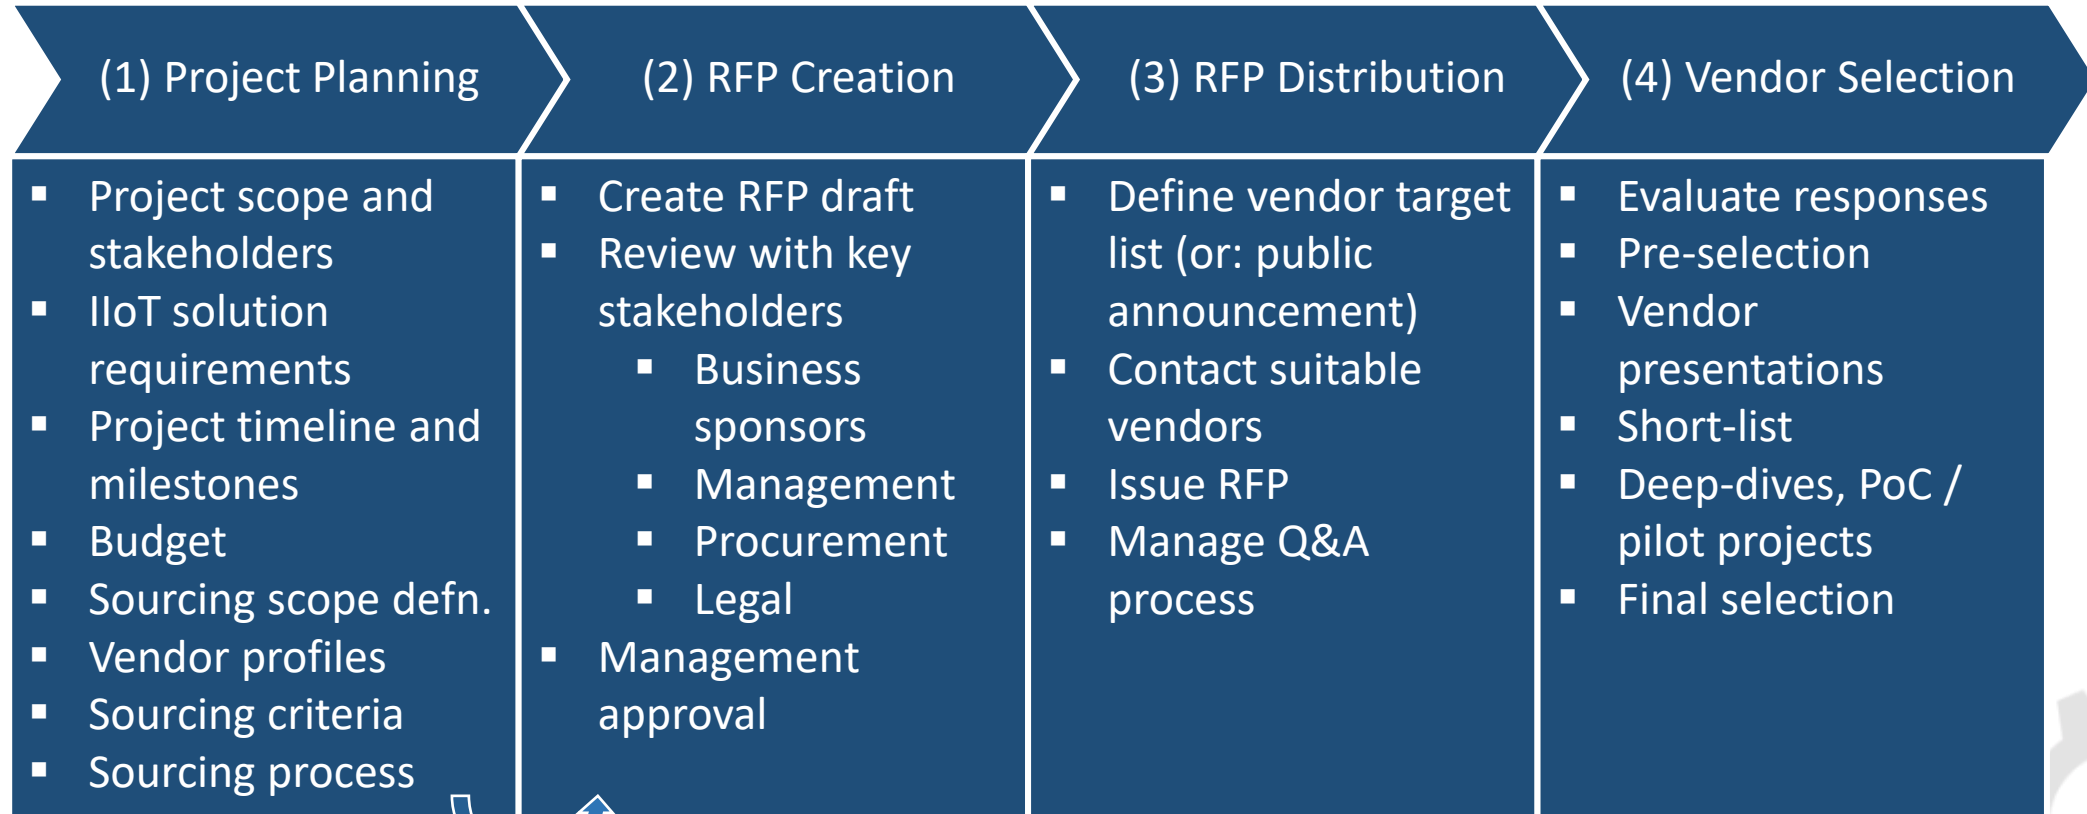 (1) Project Planning
(2) RFP Creation
(3) RFP Distribution
(4) Vendor Selection
▪ Project scope and
stakeholders
▪ IIoT solution
requirements
▪ Project timeline and
milestones
▪ Budget
▪ Sourcing scope defn.
▪ Vendor profiles
▪ Sourcing criteria
▪ Sourcing process
▪ Create RFP draft
▪ Review with key
stakeholders
▪ Business
sponsors
▪ Management
▪ Procurement
▪ Legal
▪ Management
approval
▪ Define vendor target
list (or: public
announcement)
▪ Contact suitable
vendors
▪ Issue RFP
▪ Manage Q&A
process
▪ Evaluate responses
▪ Pre-selection
▪ Vendor
presentations
▪ Short-list
▪ Deep-dives, PoC /
pilot projects
▪ Final selection